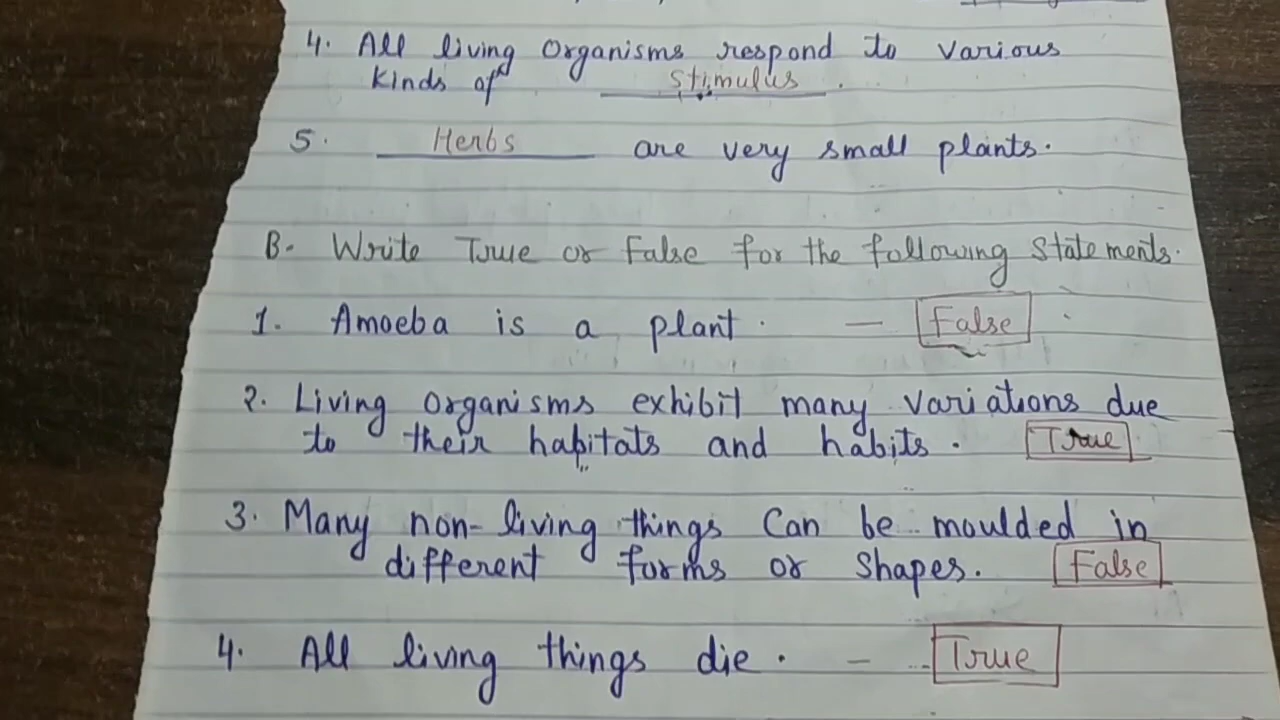 4. All living Organisms respond to various
Kinds of stimulus .
5. Herbs are very small plants.
B. Write True or False for the following Statements.
1. Amoeba is a plant. — False
2. Living organisms exhibit many variations due
to their habitats and habits. True
3. Many non-living things Can be moulded in
different forms or Shapes. False
4. All living things die. — True